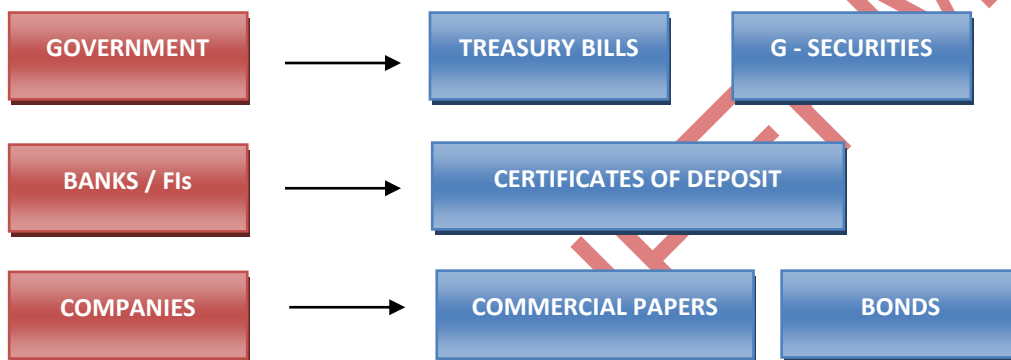 GOVERNMENT TREASURY BILLS G - SECURITIES
BANKS / FIs CERTIFICATES OF DEPOSIT
COMPANIES COMMERCIAL PAPERS BONDS